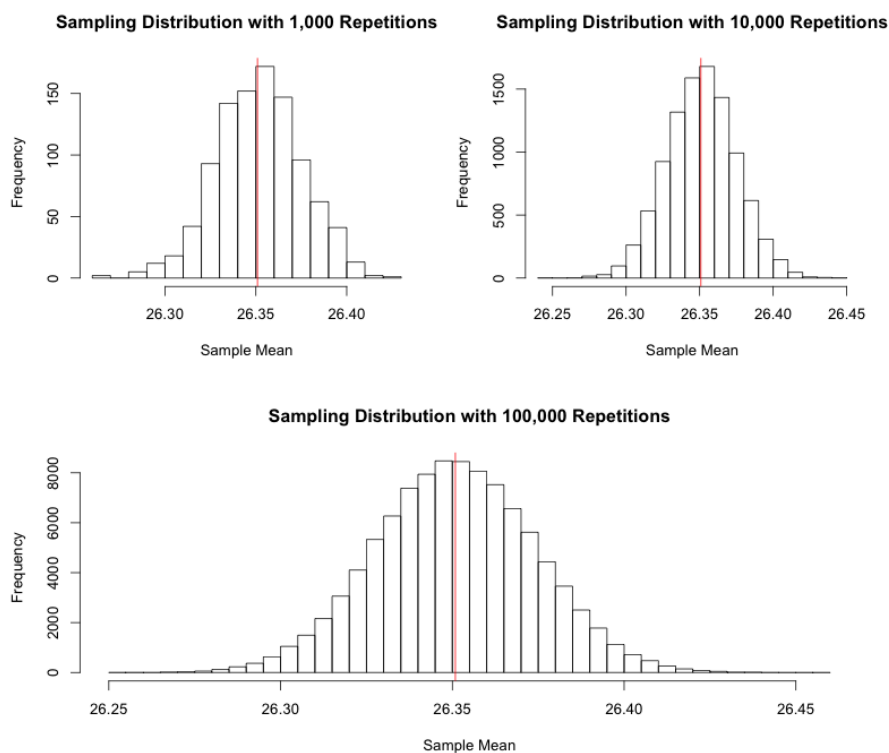 Sampling Distribution with 1,000 Repetitions
Frequency
150
100
50
0
26.30 26.35 26.40
Sample Mean
Sampling Distribution with 10,000 Repetitions
Frequency
1500
1000
500
0
26.25 26.30 26.35 26.40 26.45
Sample Mean
Sampling Distribution with 100,000 Repetitions
Frequency
8000
6000
4000
2000
0
26.25 26.30 26.35 26.40 26.45
Sample Mean